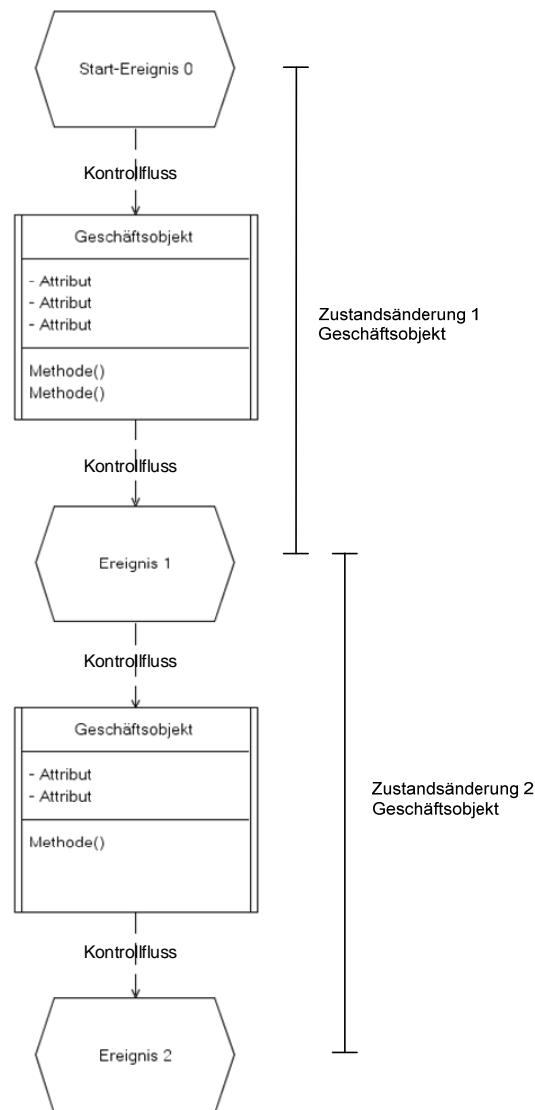 Start-Ereignis 0
Kontrollfluss
Geschäftsobjekt
- Attribut
- Attribut
- Attribut
Methode()
Methode()
Zustandsänderung 1
Geschäftsobjekt
Kontrollfluss
Ereignis 1
Kontrollfluss
Geschäftsobjekt
- Attribut
- Attribut
Methode()
Zustandsänderung 2
Geschäftsobjekt
Kontrollfluss
Ereignis 2